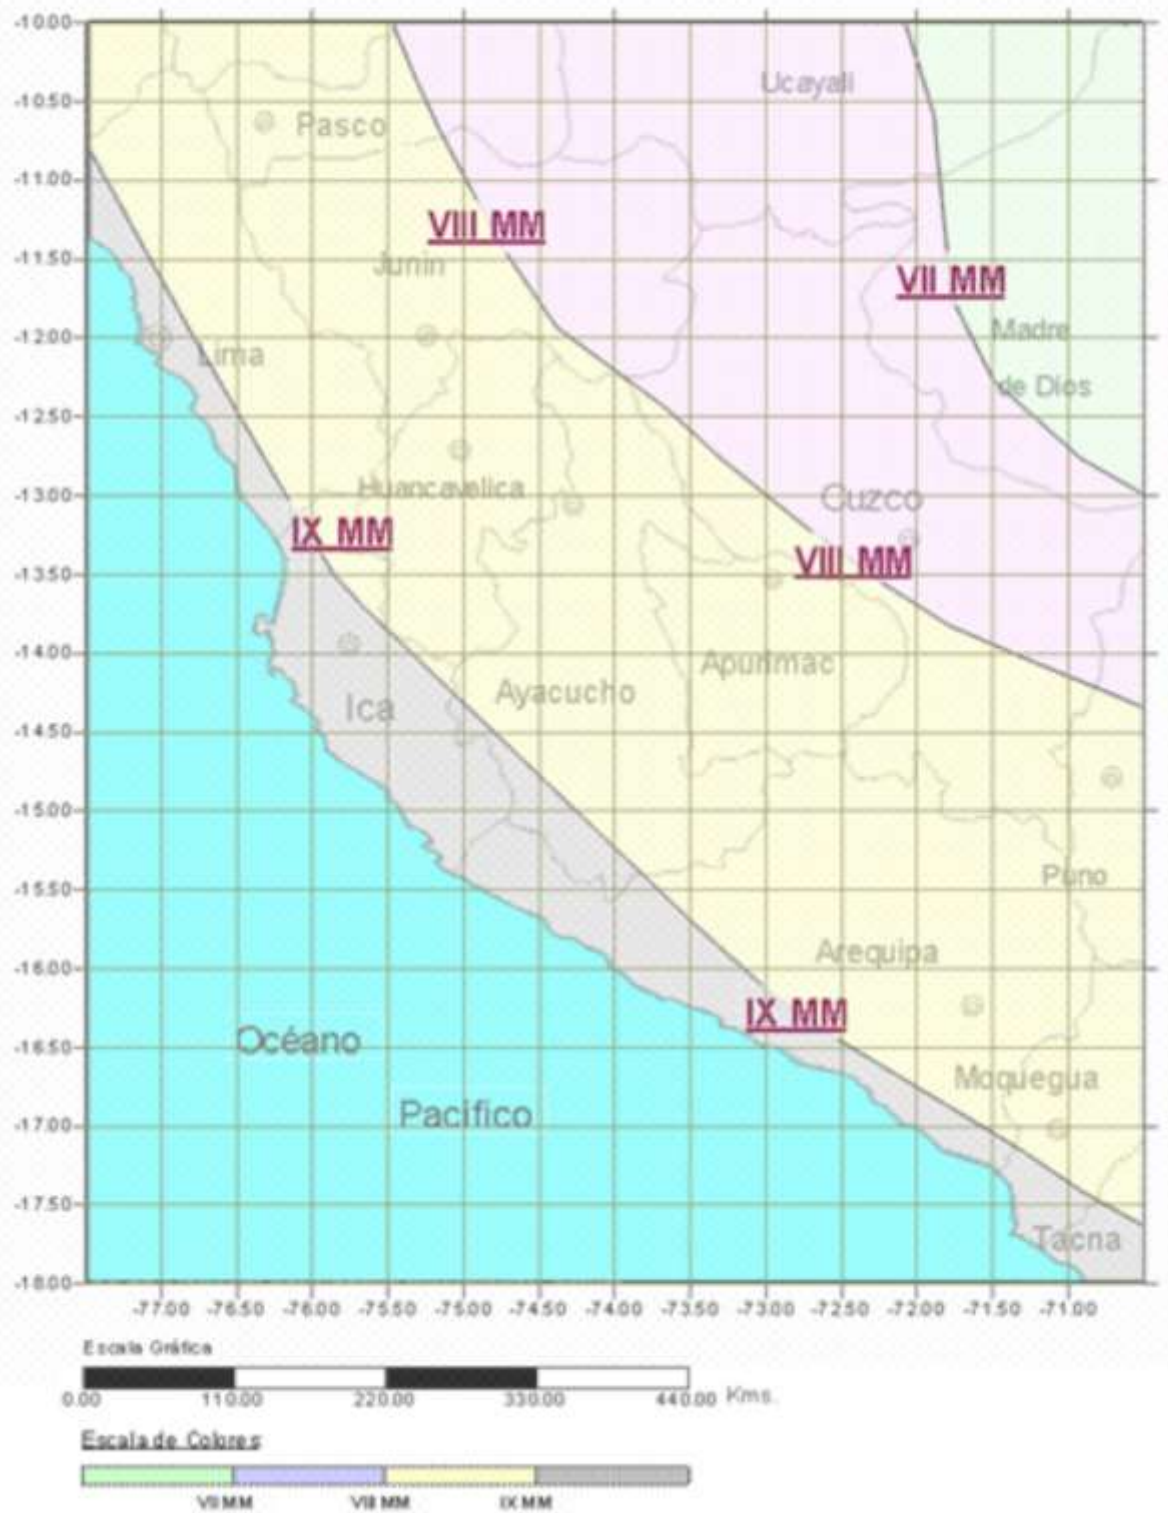 -10.00
Ucayali
-10.50
Pasco
-11.00
VIII MM
-11.50
Junin
VII MM
-12.00
Madre
Lima
de Dios
-12.50
-13.00
Huancavelica
Cuzco
IX MM
VIII MM
-13.50
-14.00
Apurimac
Ayacucho
Ica
-14.50
-15.00
Puno
-15.50
Arequipa
-16.00
IX MM
Océano
-16.50
Moquegua
Pacífico
-17.00
-17.50
Tacna
-18.00
-77.00 -76.50 -76.00 -75.50 -75.00 -74.50 -74.00 -73.50 -73.00 -72.50 -72.00 -71.50 -71.00
Escala Gráfica
0.00 110.00 220.00 330.00 440.00 Kms.
Escala de Colores
VII MM VIII MM IX MM